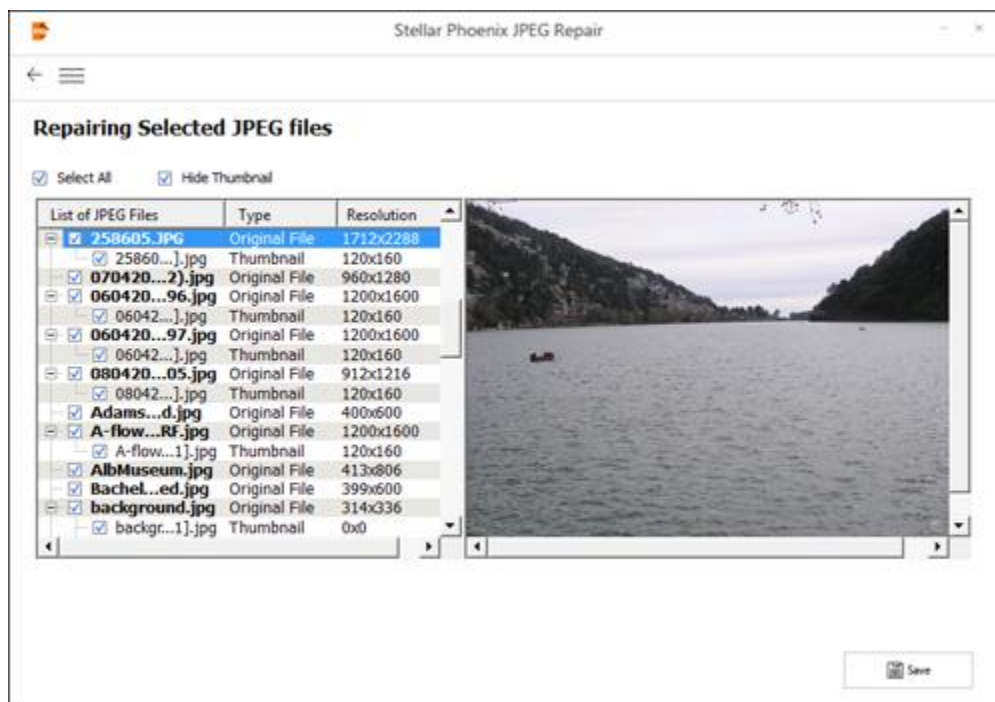 Stellar Phoenix JPEG Repair
Repairing Selected JPEG files
Select All Hide Thumbnail
List of JPEG Files Type Resolution
258605.JPG Original File 1712x2288
25860...].jpg Thumbnail 120x160
070420...2).jpg Original File 960x1280
060420...96.jpg Original File 1200x1600
06042...].jpg Thumbnail 120x160
060420...97.jpg Original File 1200x1600
06042...].jpg Thumbnail 120x160
080420...05.jpg Original File 912x1216
08042...].jpg Thumbnail 120x160
Adams...d.jpg Original File 400x600
A-flow...RF.jpg Original File 1200x1600
A-flow...1].jpg Thumbnail 120x160
AlbMuseum.jpg Original File 413x806
Bachel...ed.jpg Original File 399x600
background.jpg Original File 314x336
backgr...1].jpg Thumbnail 0x0
Save